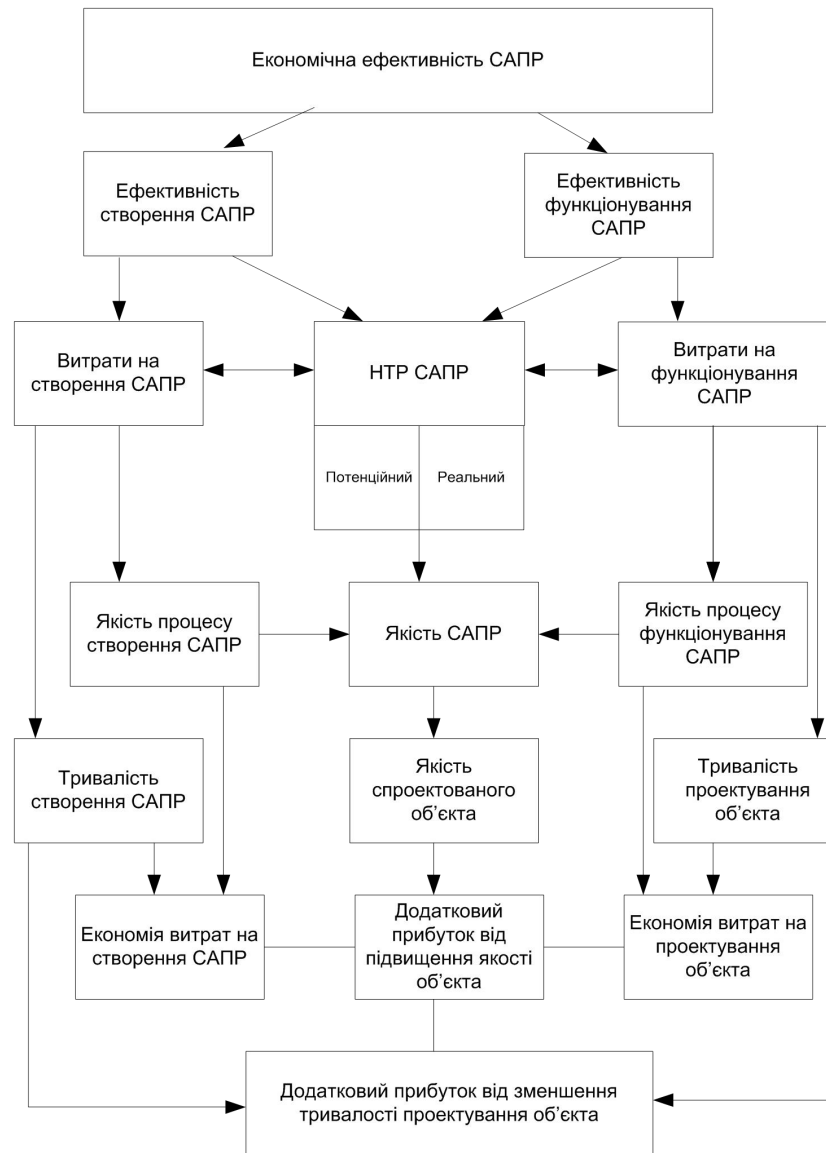 Економічна ефективність САПР
Ефективність
створення САПР
Ефективність
функціонування
САПР
Витрати на
створення САПР
НТР САПР
Витрати на
функціонування
САПР
Потенційний
Реальний
Якість процесу
створення САПР
Якість САПР
Якість процесу
функціонування
САПР
Тривалість
створення САПР
Якість
спроектованого
об’єкта
Тривалість
проектування
об’єкта
Економія витрат на
створення САПР
Додатковий
прибуток від
підвищення якості
об’єкта
Економія витрат на
проектування
об’єкта
Додатковий прибуток від зменшення
тривалості проектування об’єкта